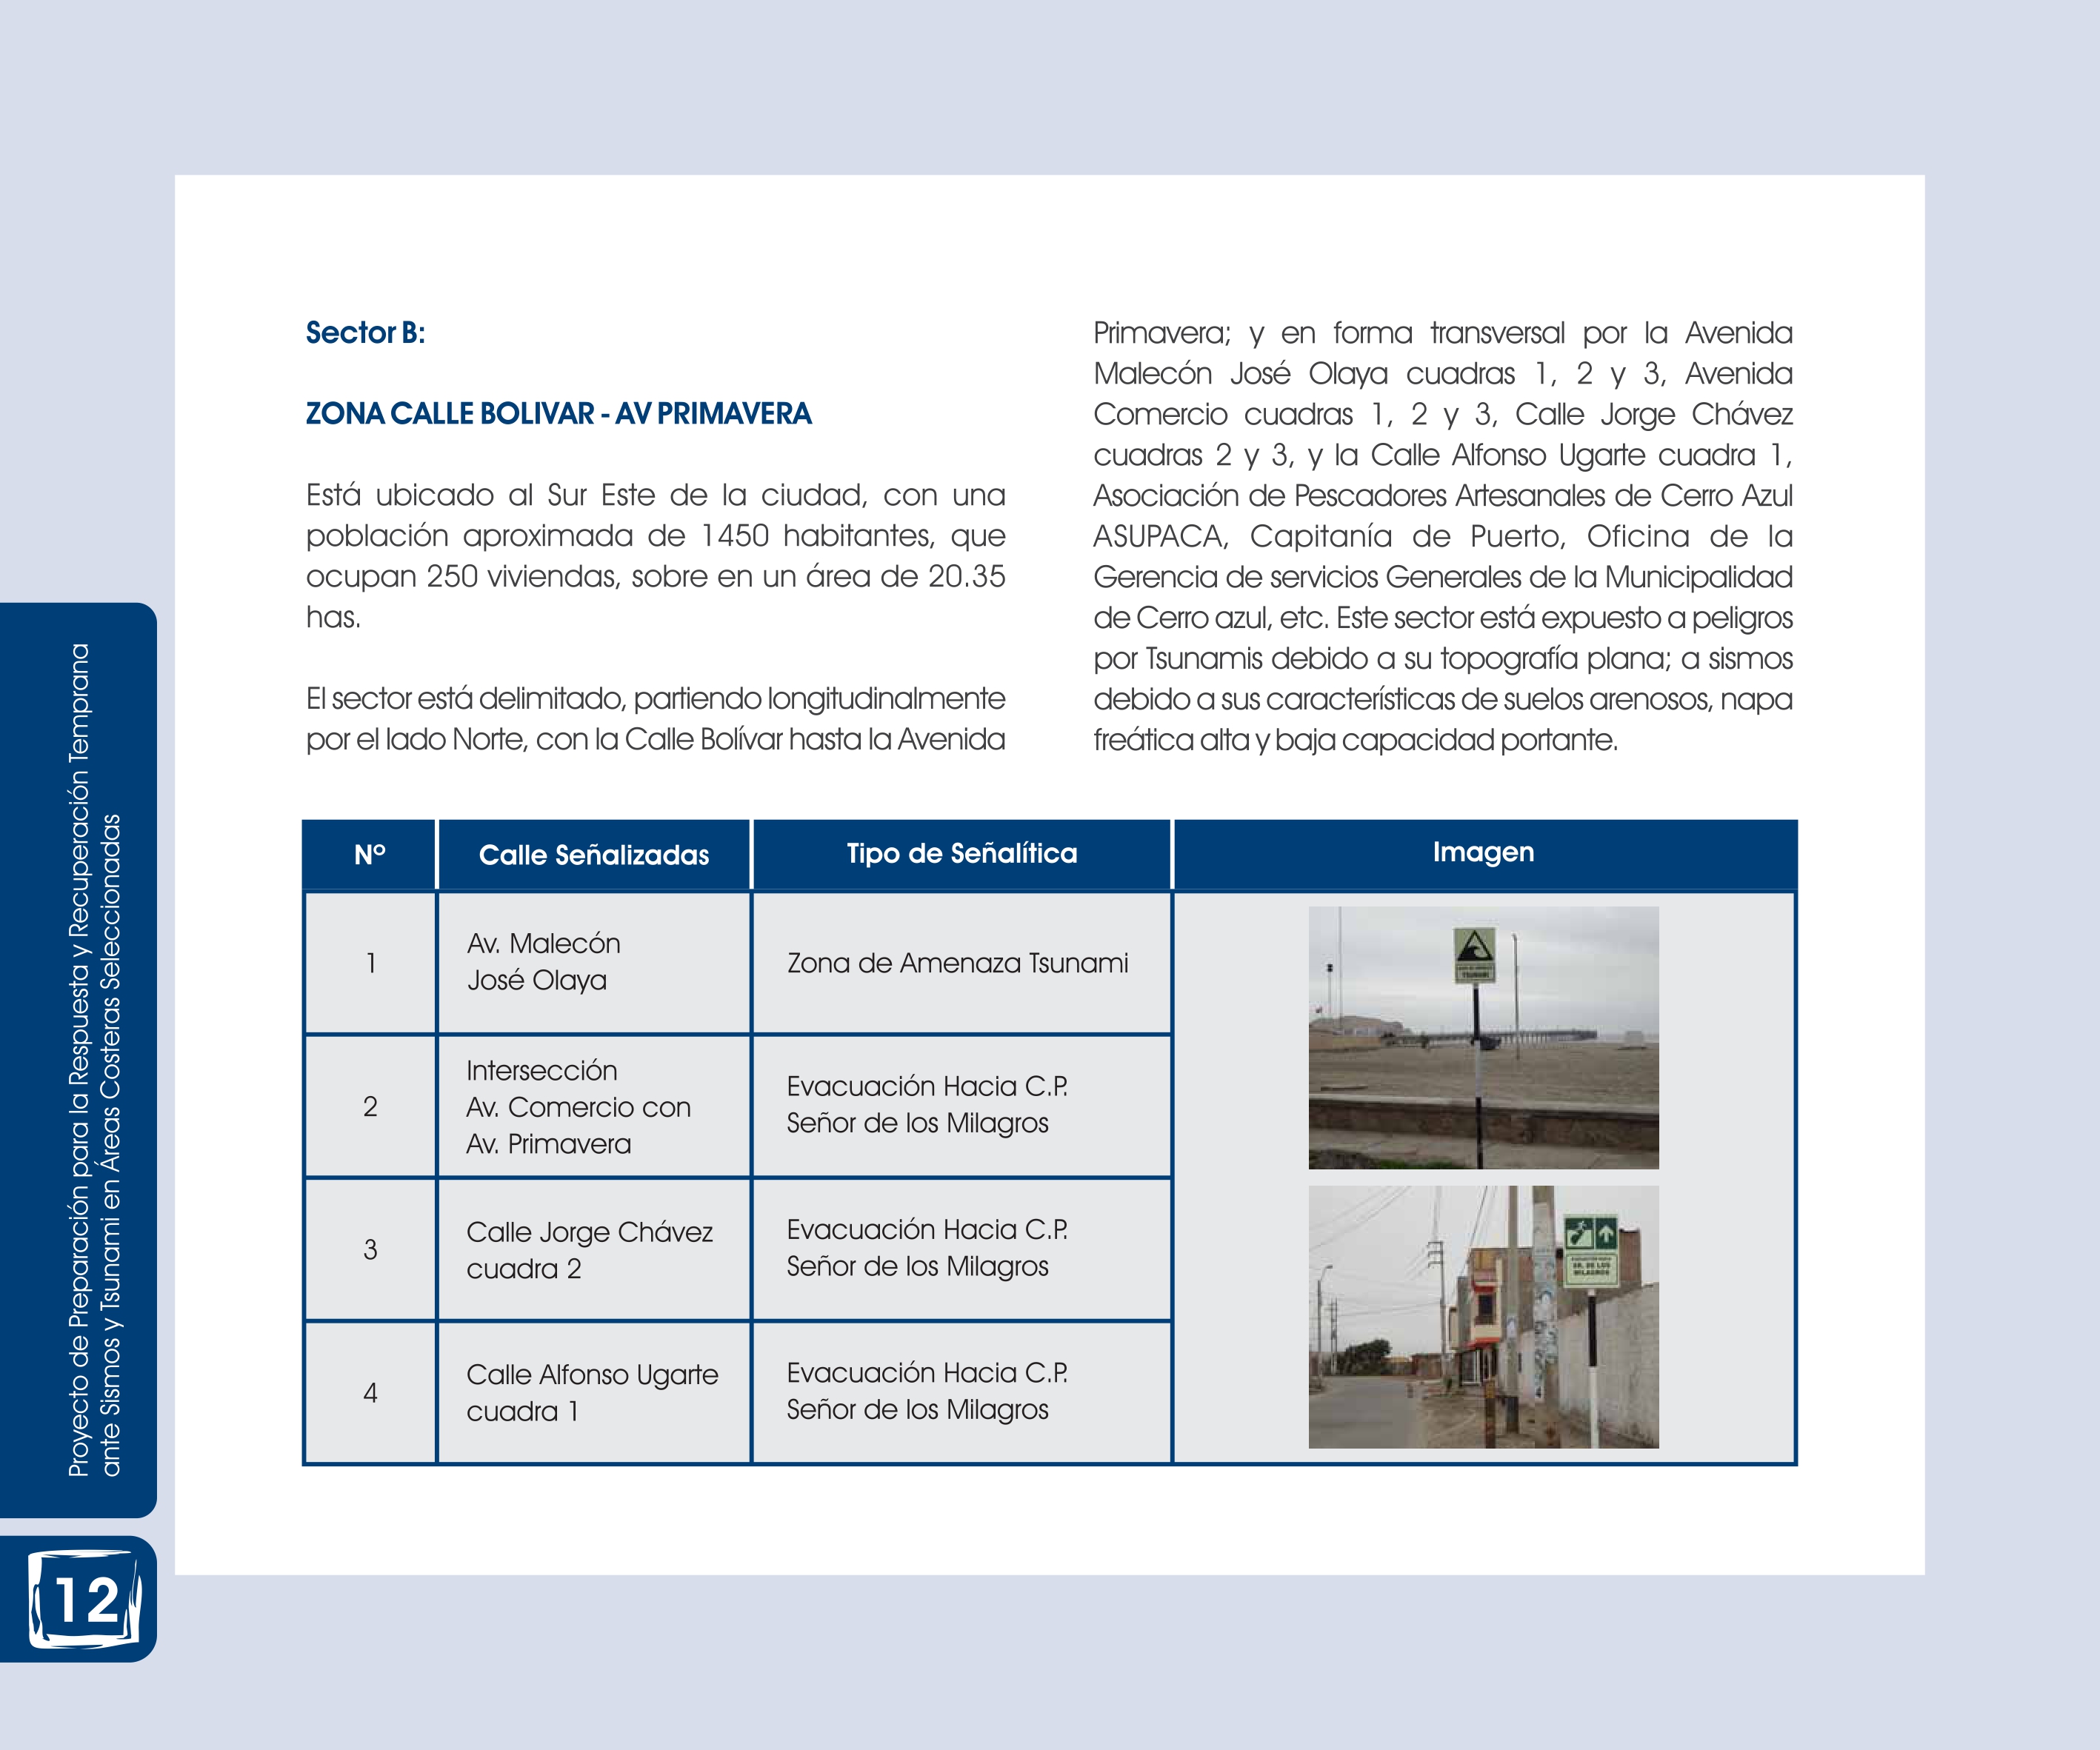 Sector B:
ZONA CALLE BOLIVAR - AV PRIMAVERA
Está ubicado al Sur Este de la ciudad, con una
población aproximada de 1450 habitantes, que
ocupan 250 viviendas, sobre en un área de 20.35
has.
El sector está delimitado, partiendo longitudinalmente
por el lado Norte, con la Calle Bolívar hasta la Avenida
Primavera; y en forma transversal por la Avenida
Malecón José Olaya cuadras 1, 2 y 3, Avenida
Comercio cuadras 1, 2 y 3, Calle Jorge Chávez
cuadras 2 y 3, y la Calle Alfonso Ugarte cuadra 1,
Asociación de Pescadores Artesanales de Cerro Azul
ASUPACA, Capitanía de Puerto, Oficina de la
Gerencia de servicios Generales de la Municipalidad
de Cerro azul, etc. Este sector está expuesto a peligros
por Tsunamis debido a su topografía plana; a sismos
debido a sus características de suelos arenosos, napa
freática alta y baja capacidad portante.
Nº
Calle Señalizadas
Tipo de Señalítica
Imagen
1
Av. Malecón
José Olaya
Zona de Amenaza Tsunami
2
Intersección
Av. Comercio con
Av. Primavera
Evacuación Hacia C.P.
Señor de los Milagros
3
Calle Jorge Chávez
cuadra 2
Evacuación Hacia C.P.
Señor de los Milagros
4
Calle Alfonso Ugarte
cuadra 1
Evacuación Hacia C.P.
Señor de los Milagros
TSUNAMI
SR. DE LOS
MILAGROS
Proyecto de Preparación para la Respuesta y Recuperación Temprana
ante Sismos y Tsunami en Áreas Costeras Seleccionadas
12